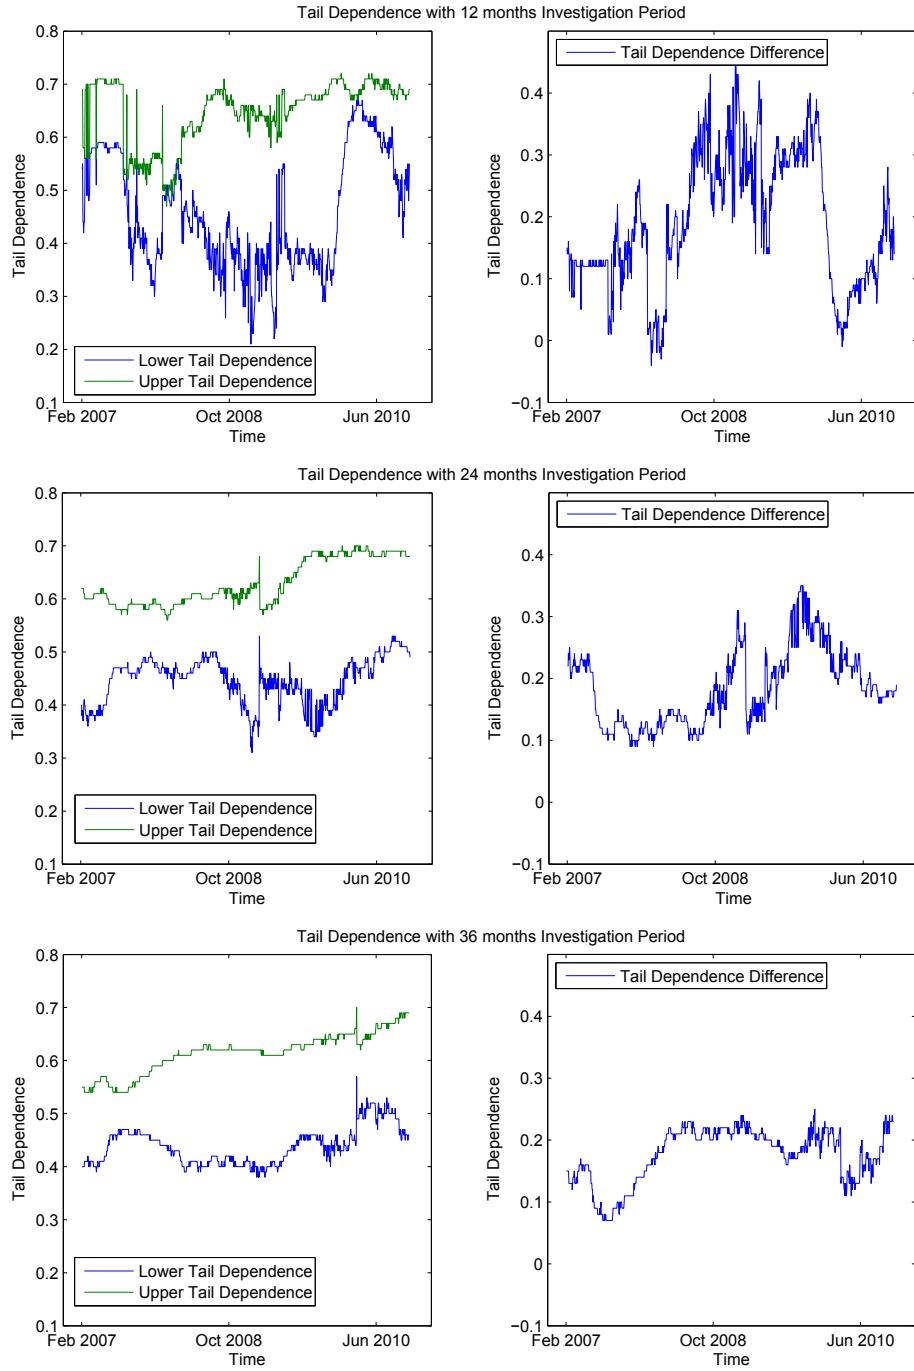 Tail Dependence with 12 months Investigation Period
0.8
0.7
0.6
0.5
0.4
0.3
0.2
0.1
Tail Dependence
Lower Tail Dependence
Upper Tail Dependence
Feb 2007
Oct 2008
Jun 2010
Time
Tail Dependence Difference
0.4
0.3
0.2
0.1
0
−0.1
Tail Dependence
Feb 2007
Oct 2008
Jun 2010
Time
Tail Dependence with 24 months Investigation Period
0.8
0.7
0.6
0.5
0.4
0.3
0.2
0.1
Tail Dependence
Lower Tail Dependence
Upper Tail Dependence
Feb 2007
Oct 2008
Jun 2010
Time
Tail Dependence Difference
0.4
0.3
0.2
0.1
0
−0.1
Tail Dependence
Feb 2007
Oct 2008
Jun 2010
Time
Tail Dependence with 36 months Investigation Period
0.8
0.7
0.6
0.5
0.4
0.3
0.2
0.1
Tail Dependence
Lower Tail Dependence
Upper Tail Dependence
Feb 2007
Oct 2008
Jun 2010
Time
Tail Dependence Difference
0.4
0.3
0.2
0.1
0
−0.1
Tail Dependence
Feb 2007
Oct 2008
Jun 2010
Time